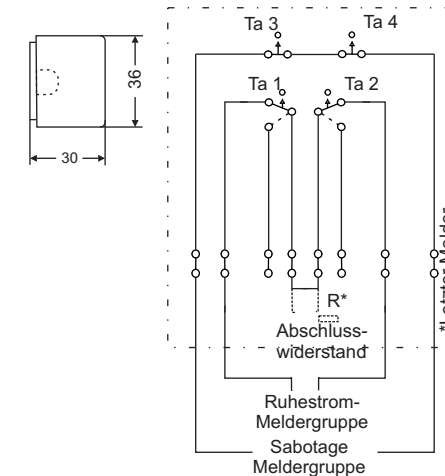 Ta 3
Ta 4
36
Ta 1
Ta 2
30
*Letzter Melder
R*
Abschluss-
widerstand
Ruhestrom-
Meldergruppe
Sabotage
Meldergruppe